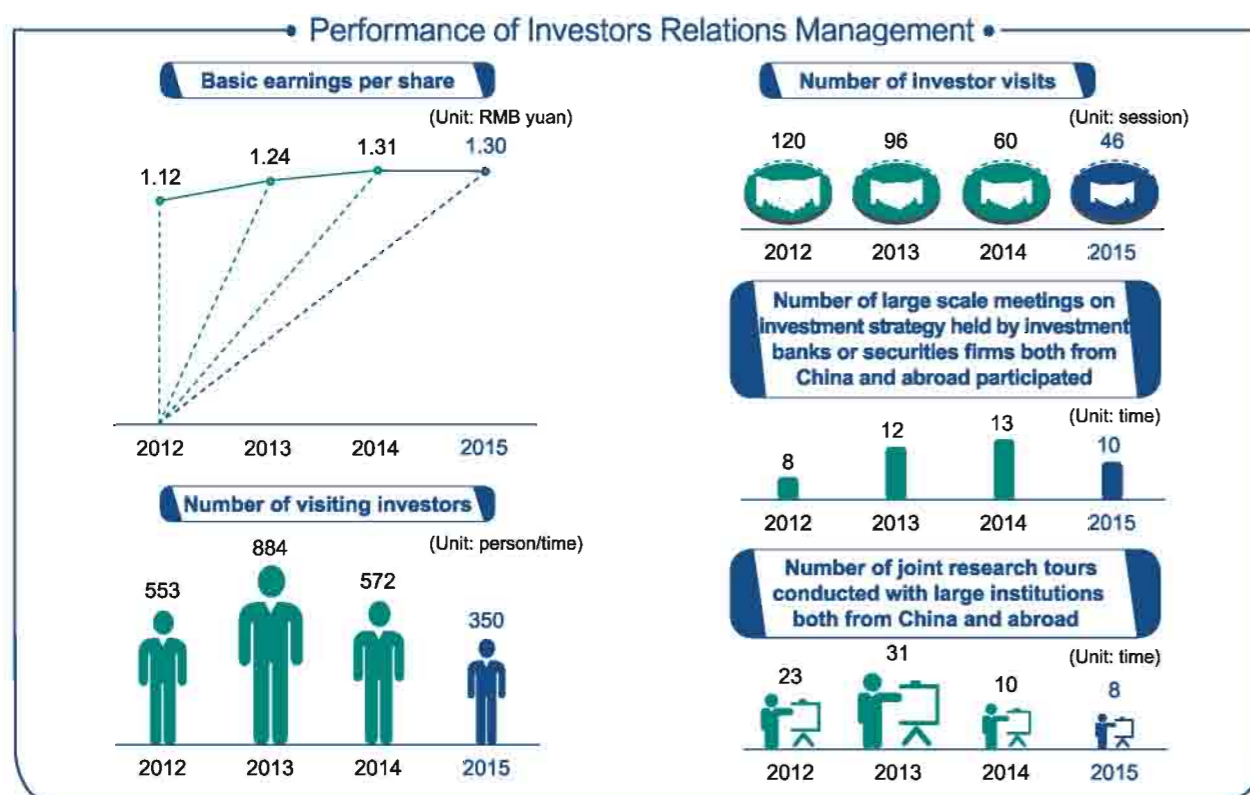 Performance of Investors Relations Management
Basic earnings per share
(Unit: RMB yuan)
1.12
1.24
1.31
1.30
2012
2013
2014
2015
Number of visiting investors
(Unit: person/time)
553
884
572
350
2012
2013
2014
2015
Number of investor visits
(Unit: session)
120
96
60
46
2012
2013
2014
2015
Number of large scale meetings on
investment strategy held by investment
banks or securities firms both from
China and abroad participated
(Unit: time)
8
12
13
10
2012
2013
2014
2015
Number of joint research tours
conducted with large institutions
both from China and abroad
(Unit: time)
23
31
10
8
2012
2013
2014
2015